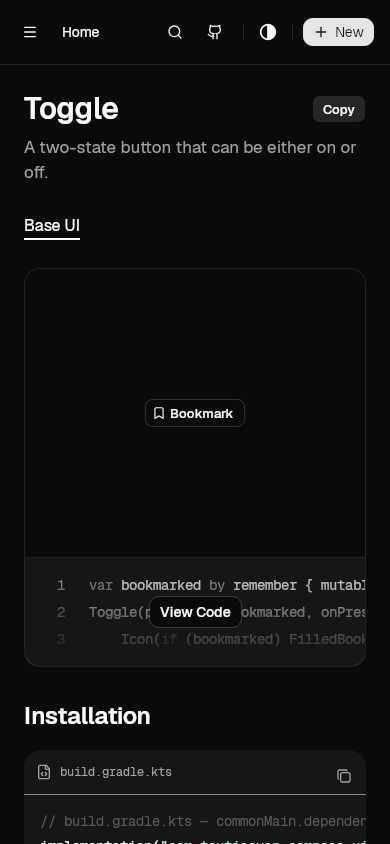 Home
New
Toggle
Copy
A two-state button that can be either on or
off.
Base UI
Bookmark
1 var bookmarked by remember { mutabl
2 Toggle( okmarked, onPres
View Code
3 Icon(if (bookmarked) FilledBook
Installation
build.gradle.kts
// build.gradle.kts — commonMain.dependen